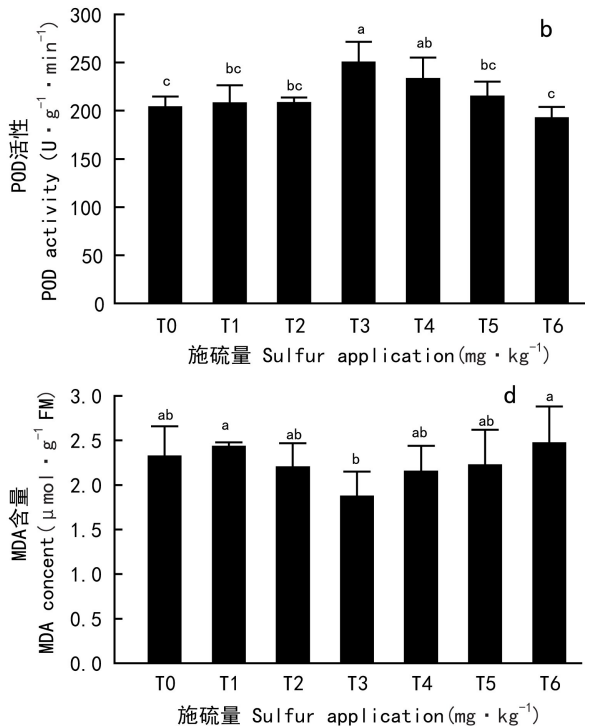 b
300
250
200
150
100
50
0
POD活性
POD activity (U·g⁻¹·min⁻¹)
c bc bc a ab bc c
T0 T1 T2 T3 T4 T5 T6
施硫量 Sulfur application(mg·kg⁻¹)
d
3.0
2.5
2.0
1.5
1.0
0.5
0.0
MDA含量
MDA concent(μmol·g⁻¹ FM)
ab a ab b ab ab a
T0 T1 T2 T3 T4 T5 T6
施硫量 Sulfur application(mg·kg⁻¹)